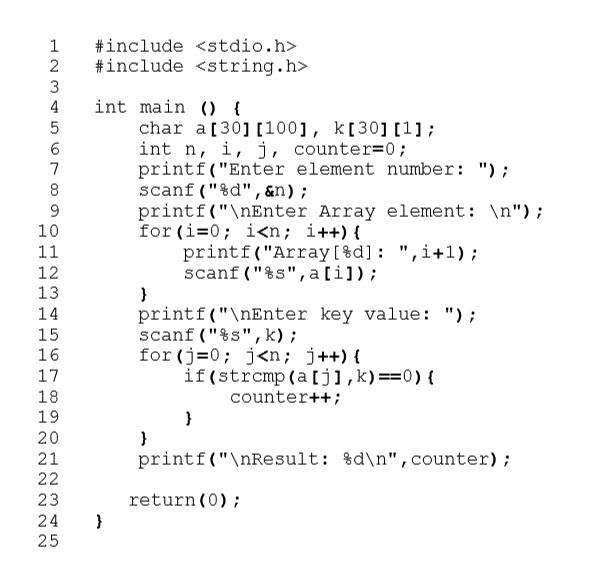 1 #include <stdio.h>
2 #include <string.h>
3
4 int main () {
5 char a[30][100], k[30][1];
6 int n, i, j, counter=0;
7 printf("Enter element number: ");
8 scanf("%d",&n);
9 printf("\nEnter Array element: \n");
10 for(i=0; i<n; i++){
11 printf("Array[%d]: ",i+1);
12 scanf("%s",a[i]);
13 }
14 printf("\nEnter key value: ");
15 scanf("%s",k);
16 for(j=0; j<n; j++){
17 if(strcmp(a[j],k)==0){
18 counter++;
19 }
20 }
21 printf("\nResult: %d\n",counter);
22
23 return(0);
24 }
25